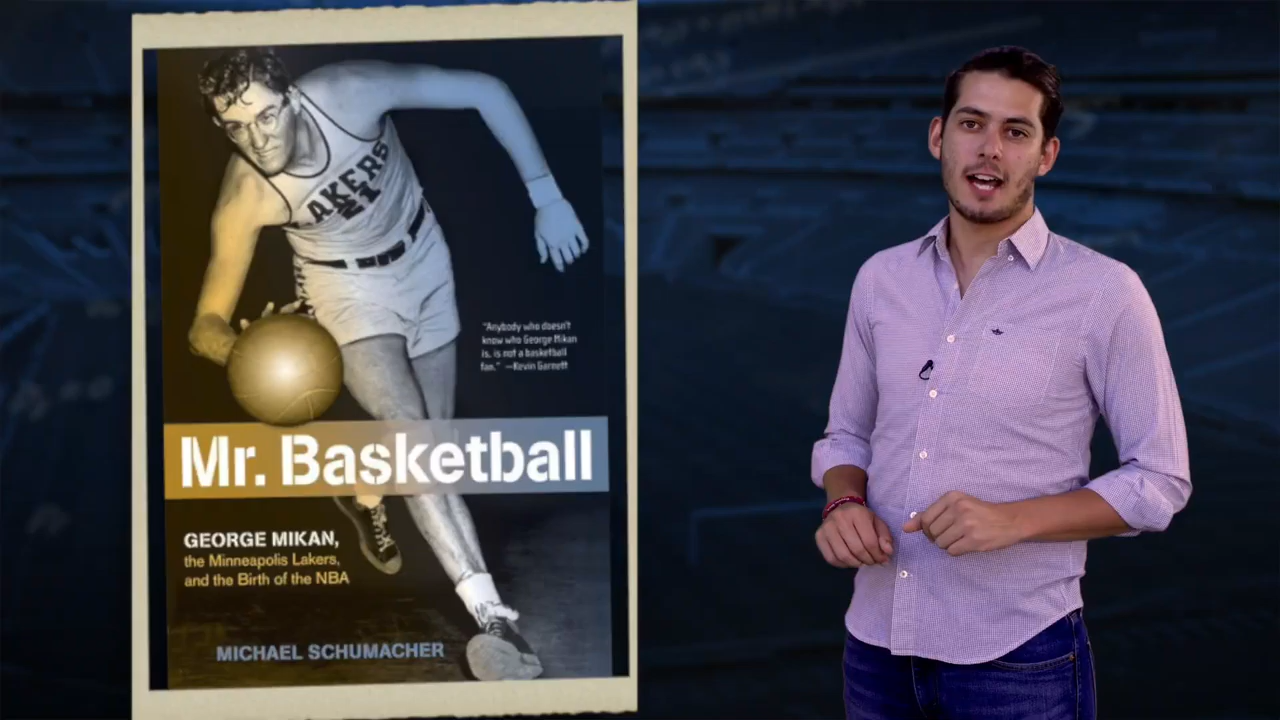 LAKERS
"Anybody who doesn't
know who George Mikan
is, is not a basketball
fan." —Kevin Garnett
Mr. Basketball
GEORGE MIKAN,
the Minneapolis Lakers,
and the Birth of the NBA
MICHAEL SCHUMACHER